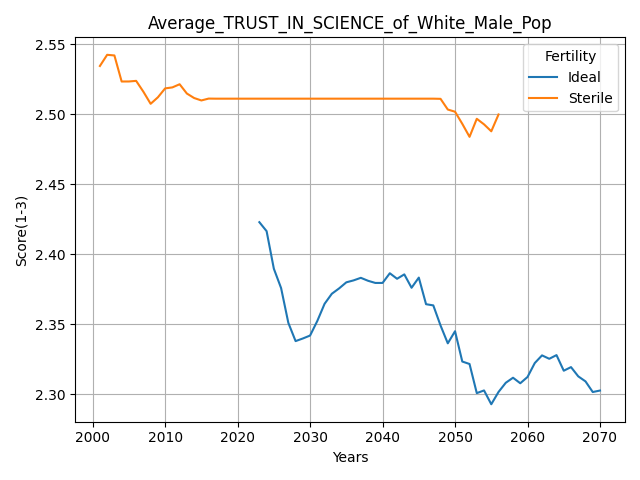 Average_TRUST_IN_SCIENCE_of_White_Male_Pop
2.55
2.50
2.45
2.40
2.35
2.30
Score(1-3)
Fertility
Ideal
Sterile
2000 2010 2020 2030 2040 2050 2060 2070
Years